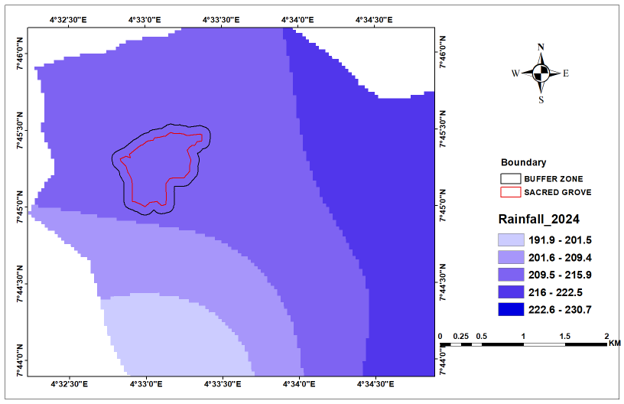 4°32'30"E 4°33'0"E 4°33'30"E 4°34'0"E 4°34'30"E
7°46'0"N 7°46'0"N
7°45'30"N 7°45'30"N
7°45'0"N 7°45'0"N
7°44'30"N 7°44'30"N
7°44'0"N 7°44'0"N
4°32'30"E 4°33'0"E 4°33'30"E 4°34'0"E 4°34'30"E
N
W E
S
Boundary
BUFFER ZONE
SACRED GROVE
Rainfall_2024
191.9 - 201.5
201.6 - 209.4
209.5 - 215.9
216 - 222.5
222.6 - 230.7
0 0.25 0.5 1 1.5 2
KM